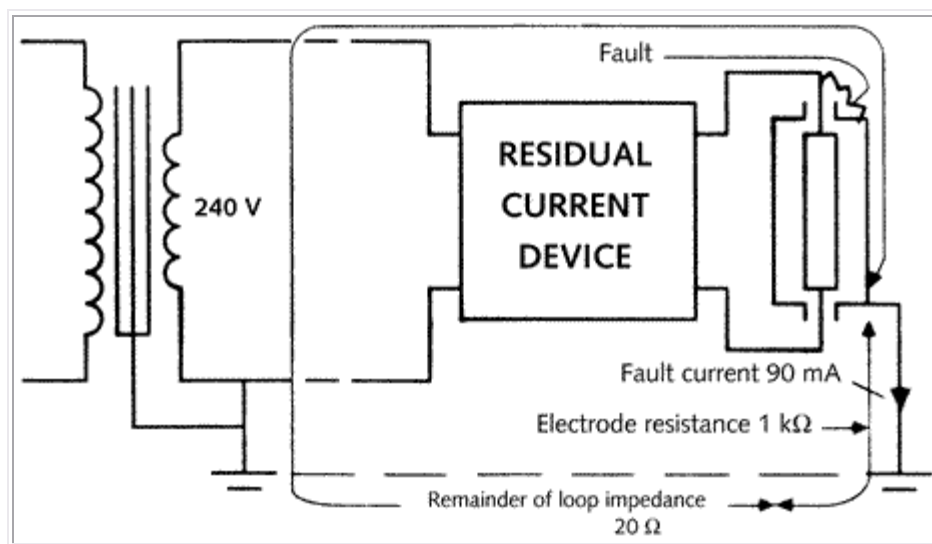 Fault
RESIDUAL
CURRENT
DEVICE
240 V
Fault current 90 mA
Electrode resistance 1 kΩ
Remainder of loop impedance
20 Ω